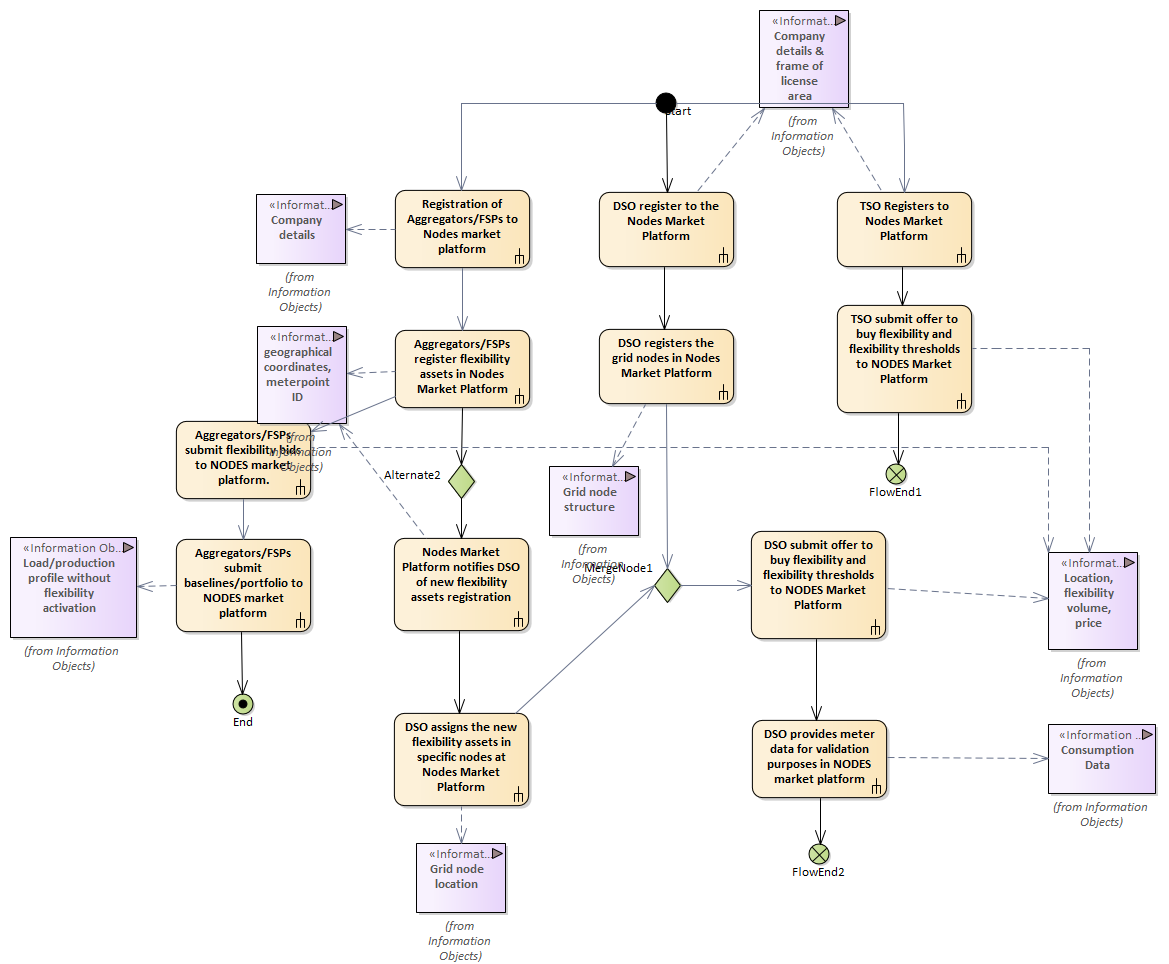 «Informat...
Company
details &
frame of
license
area
(from
Information
Objects)
Start
Registration of
Aggregators/FSPs to
Nodes market
platform
DSO register to the
Nodes Market
Platform
TSO Registers to
Nodes Market
Platform
«Informat...
Company
details
(from
Information
Objects)
«Informat...
geographical
coordinates,
meterpoint
ID
(from
Information
Objects)
Aggregators/FSPs
register flexibility
assets in Nodes
Market Platform
DSO registers the
grid nodes in Nodes
Market Platform
TSO submit offer to
buy flexibility and
flexibility thresholds
to NODES Market
Platform
Aggregators/FSPs
submit flexibility bids
to NODES market
platform.
Alternate2
«Informat...
Grid node
structure
(from
Information
Objects)
FlowEnd1
«Information Ob...
Load/production
profile without
flexibility
activation
(from Information
Objects)
Aggregators/FSPs
submit
baselines/portfolio to
NODES market
platform
Nodes Market
Platform notifies DSO
of new flexibility
assets registration
MergeNode1
DSO submit offer to
buy flexibility and
flexibility thresholds
to NODES Market
Platform
«Informat...
Location,
flexibility
volume,
price
(from
Information
Objects)
End
DSO assigns the new
flexibility assets in
specific nodes at
Nodes Market
Platform
DSO provides meter
data for validation
purposes in NODES
market platform
«Information ...
Consumption
Data
(from Information
Objects)
«Informat...
Grid node
location
(from
Information
Objects)
FlowEnd2